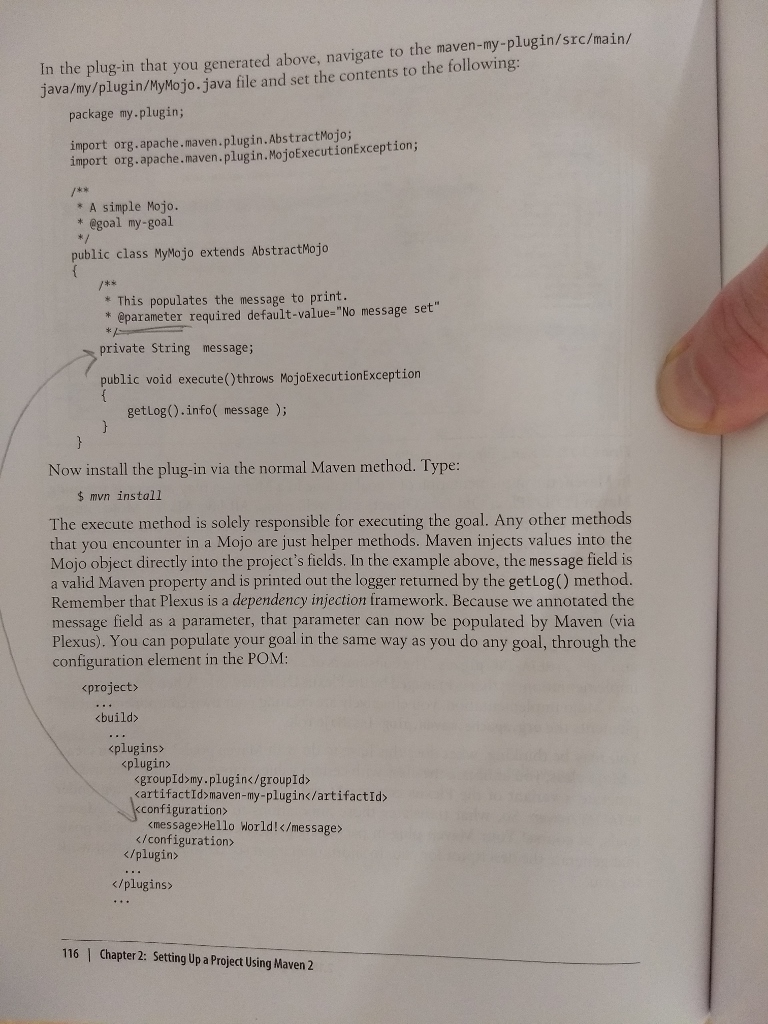 In the plug-in that you generated above, navigate to the maven-my-plugin/src/main/
java/my/plugin/MyMojo.java file and set the contents to the following:
package my.plugin;
import org.apache.maven.plugin.AbstractMojo;
import org.apache.maven.plugin.MojoExecutionException;
/**
* A simple Mojo.
* @goal my-goal
*/
public class MyMojo extends AbstractMojo
{
/**
* This populates the message to print.
* @parameter required default-value="No message set"
*/
private String message;
public void execute()throws MojoExecutionException
{
getLog().info( message );
}
}
Now install the plug-in via the normal Maven method. Type:
$ mvn install
The execute method is solely responsible for executing the goal. Any other methods
that you encounter in a Mojo are just helper methods. Maven injects values into the
Mojo object directly into the project's fields. In the example above, the message field is
a valid Maven property and is printed out the logger returned by the getLog() method.
Remember that Plexus is a dependency injection framework. Because we annotated the
message field as a parameter, that parameter can now be populated by Maven (via
Plexus). You can populate your goal in the same way as you do any goal, through the
configuration element in the POM:
<project>
...
<build>
...
<plugins>
<plugin>
<groupId>my.plugin</groupId>
<artifactId>maven-my-plugin</artifactId>
<configuration>
<message>Hello World!</message>
</configuration>
</plugin>
...
</plugins>
...
116 | Chapter 2: Setting Up a Project Using Maven 2